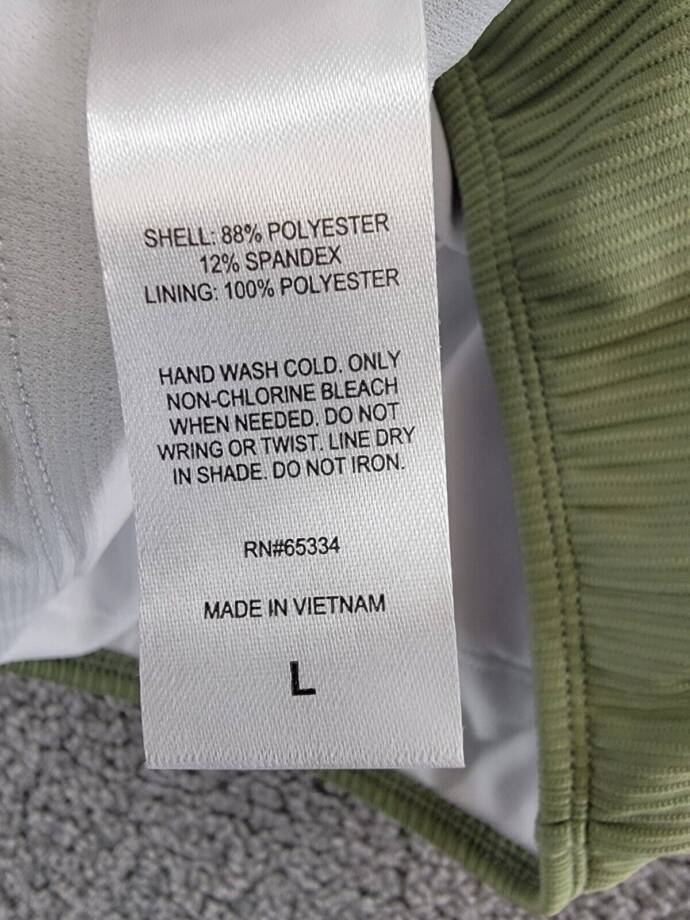 SHELL: 88% POLYESTER
12% SPANDEX
LINING: 100% POLYESTER
HAND WASH COLD. ONLY
NON-CHLORINE BLEACH
WHEN NEEDED. DO NOT
WRING OR TWIST. LINE DRY
IN SHADE. DO NOT IRON.
RN#65334
MADE IN VIETNAM
L